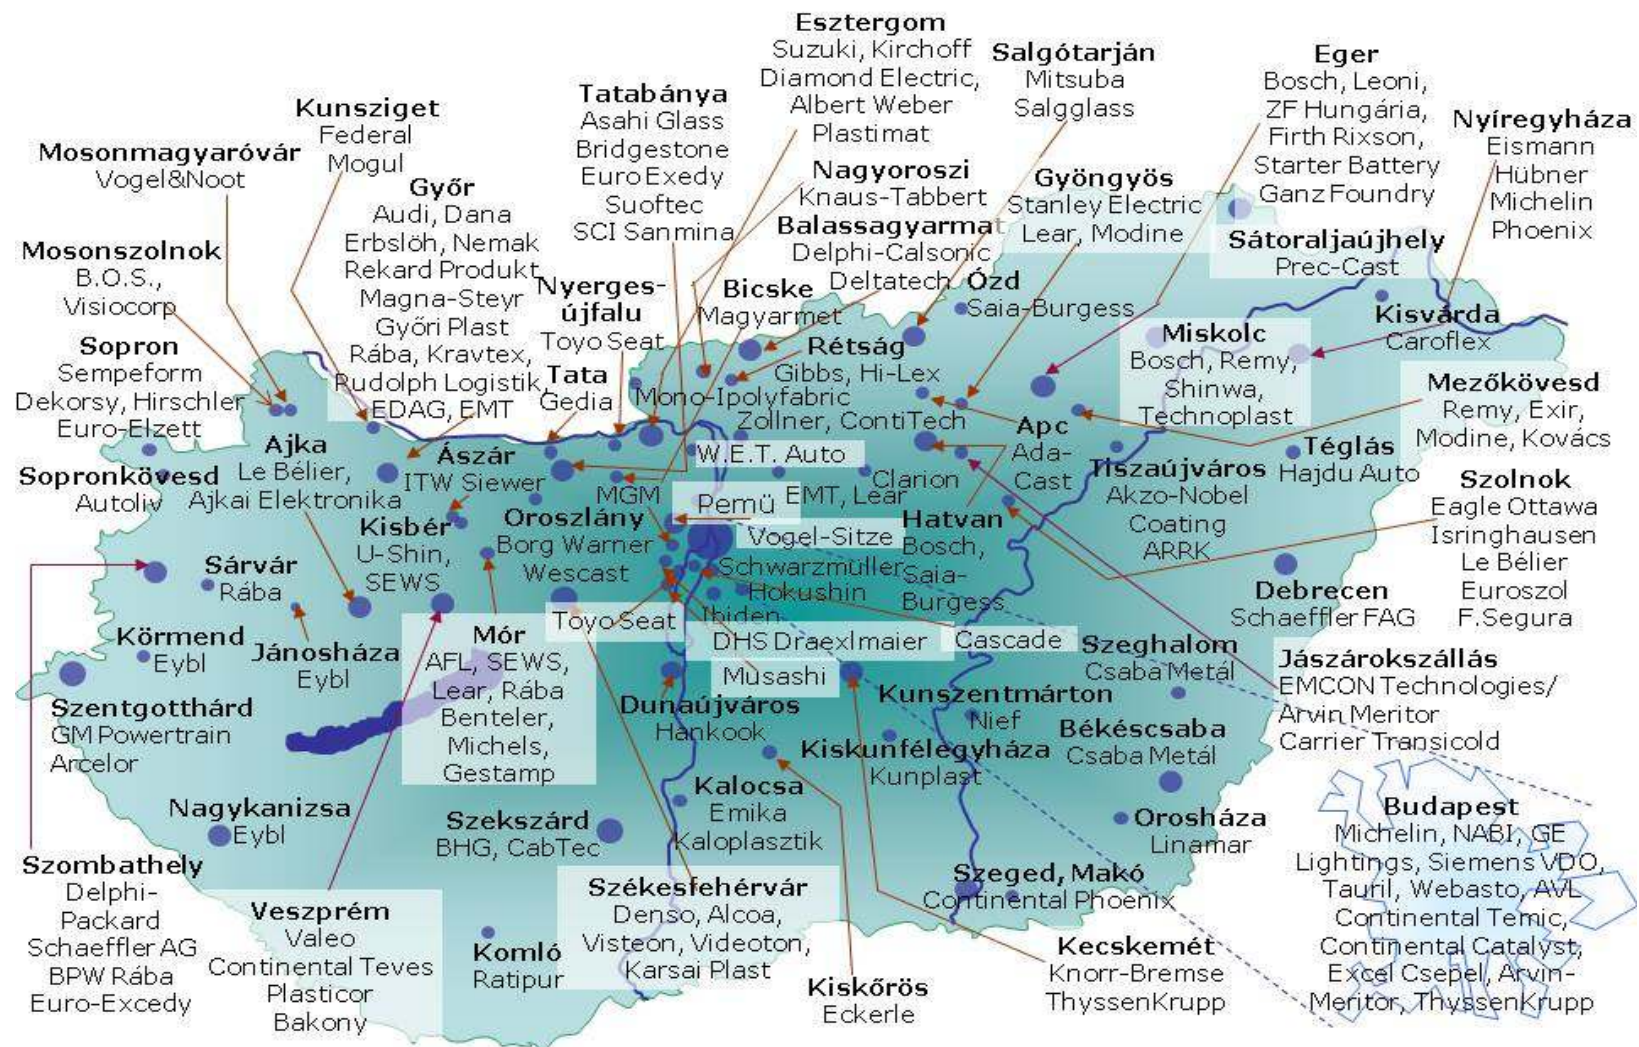 Esztergom
Suzuki, Kirchoff
Diamond Electric,
Albert Weber
Plastimat
Salgótarján
Mitsuba
Salgglass
Eger
Bosch, Leoni,
ZF Hungária,
Firth Rixson,
Starter Battery
Ganz Foundry
Nyíregyháza
Eismann
Hübner
Michelin
Phoenix
Kunsziget
Federal
Mogul
Tatabánya
Asahi Glass
Bridgestone
Euro Exedy
Suoftec
SCI Sanmina
Mosonmagyaróvár
Vogel&Noot
Győr
Audi, Dana
Erbslöh, Nemak
Rekard Produkt
Magna-Steyr
Győri Plast
Rába, Kravtex,
Rudolph Logistik
EDAG, EMT
Nagyoroszi
Knaus-Tabbert
Gyöngyös
Stanley Electric
Lear, Modine
Balassagyarmat
Delphi-Calsonic
Deltatech
Sátoraljaújhely
Prec-Cast
Mosonszolnok
B.O.S.,
Visiocorp
Nyerges-
újfalu
Toyo Seat
Bicske
Magyarmet
Ózd
Saia-Burgess
Kisvárda
Caroflex
Miskolc
Bosch, Remy,
Shinwa,
Technoplast
Sopron
Sempeform
Dekorsy, Hirschler
Euro-Elzett
Tata
Gedia
Rétság
Gibbs, Hi-Lex
Mono-Ipolyfabric
Zollner, ContiTech
Mezőkövesd
Remy, Exir,
Modine, Kovács
Sopronkövesd
Autoliv
Ajka
Le Bélier,
Ajkai Elektronika
Ászár
ITW Siewer
W.E.T. Auto
Clarion
MGM
EMT, Lear
Pemü
Apc
Ada-
Cast
Tiszaújváros
Akzo-Nobel
Coating
ARRK
Téglás
Hajdu Auto
Szolnok
Eagle Ottawa
Isringhausen
Le Bélier
Euroszol
F.Segura
Kisbér
U-Shin,
SEWS
Oroszlány
Borg Warner
Wescast
Vogel-Sitze
Schwarzmüller
Hokushin
Ibiden
Hatvan
Bosch,
Saia-
Burgess
Sárvár
Rába
Debrecen
Schaeffler FAG
Toyo Seat
DHS Draexlmaier
Cascade
Musashi
Körmend
Eybl
Jánosháza
Eybl
Mór
AFL, SEWS,
Lear, Rába
Benteler,
Michels,
Gestamp
Szeghalom
Csaba Metál
Jászárokszállás
EMCON Technologies/
Arvin Meritor
Carrier Transicold
Szentgotthárd
GM Powertrain
Arcelor
Dunaújváros
Hankook
Kunszentmárton
Nief
Kiskunfélegyháza
Kunplast
Békéscsaba
Csaba Metál
Nagykanizsa
Eybl
Szekszárd
BHG, CabTec
Kalocsa
Emika
Kaloplasztik
Orosháza
Linamar
Budapest
Michelin, NABI, GE
Lightings, Siemens VDO,
Tauril, Webasto, AVL
Continental Temic,
Continental Catalyst,
Excel Csepel, Arvin-
Meritor, ThyssenKrupp
Szombathely
Delphi-
Packard
Schaeffler AG
BPW Rába
Euro-Excedy
Veszprém
Valeo
Continental Teves
Plasticor
Bakony
Komló
Ratipur
Székesfehérvár
Denso, Alcoa,
Visteon, Videoton,
Karsai Plast
Szeged, Makó
Continental Phoenix
Kiskőrös
Eckerle
Kecskemét
Knorr-Bremse
ThyssenKrupp